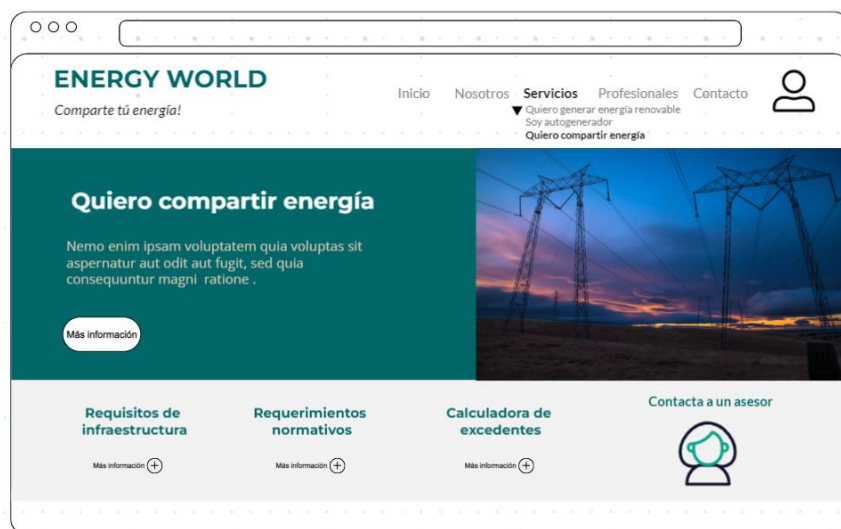 ENERGY WORLD
Comparte tú energía!
Inicio Nosotros Servicios Profesionales Contacto
Quiero generar energía renovable
Soy autogenerador
Quiero compartir energía
Quiero compartir energía
Nemo enim ipsam voluptatem quia voluptas sit
aspernatur aut odit aut fugit, sed quia
consequuntur magni ratione .
Más información
Requisitos de
infraestructura
Más información
Requerimientos
normativos
Más información
Calculadora de
excedentes
Más información
Contacta a un asesor